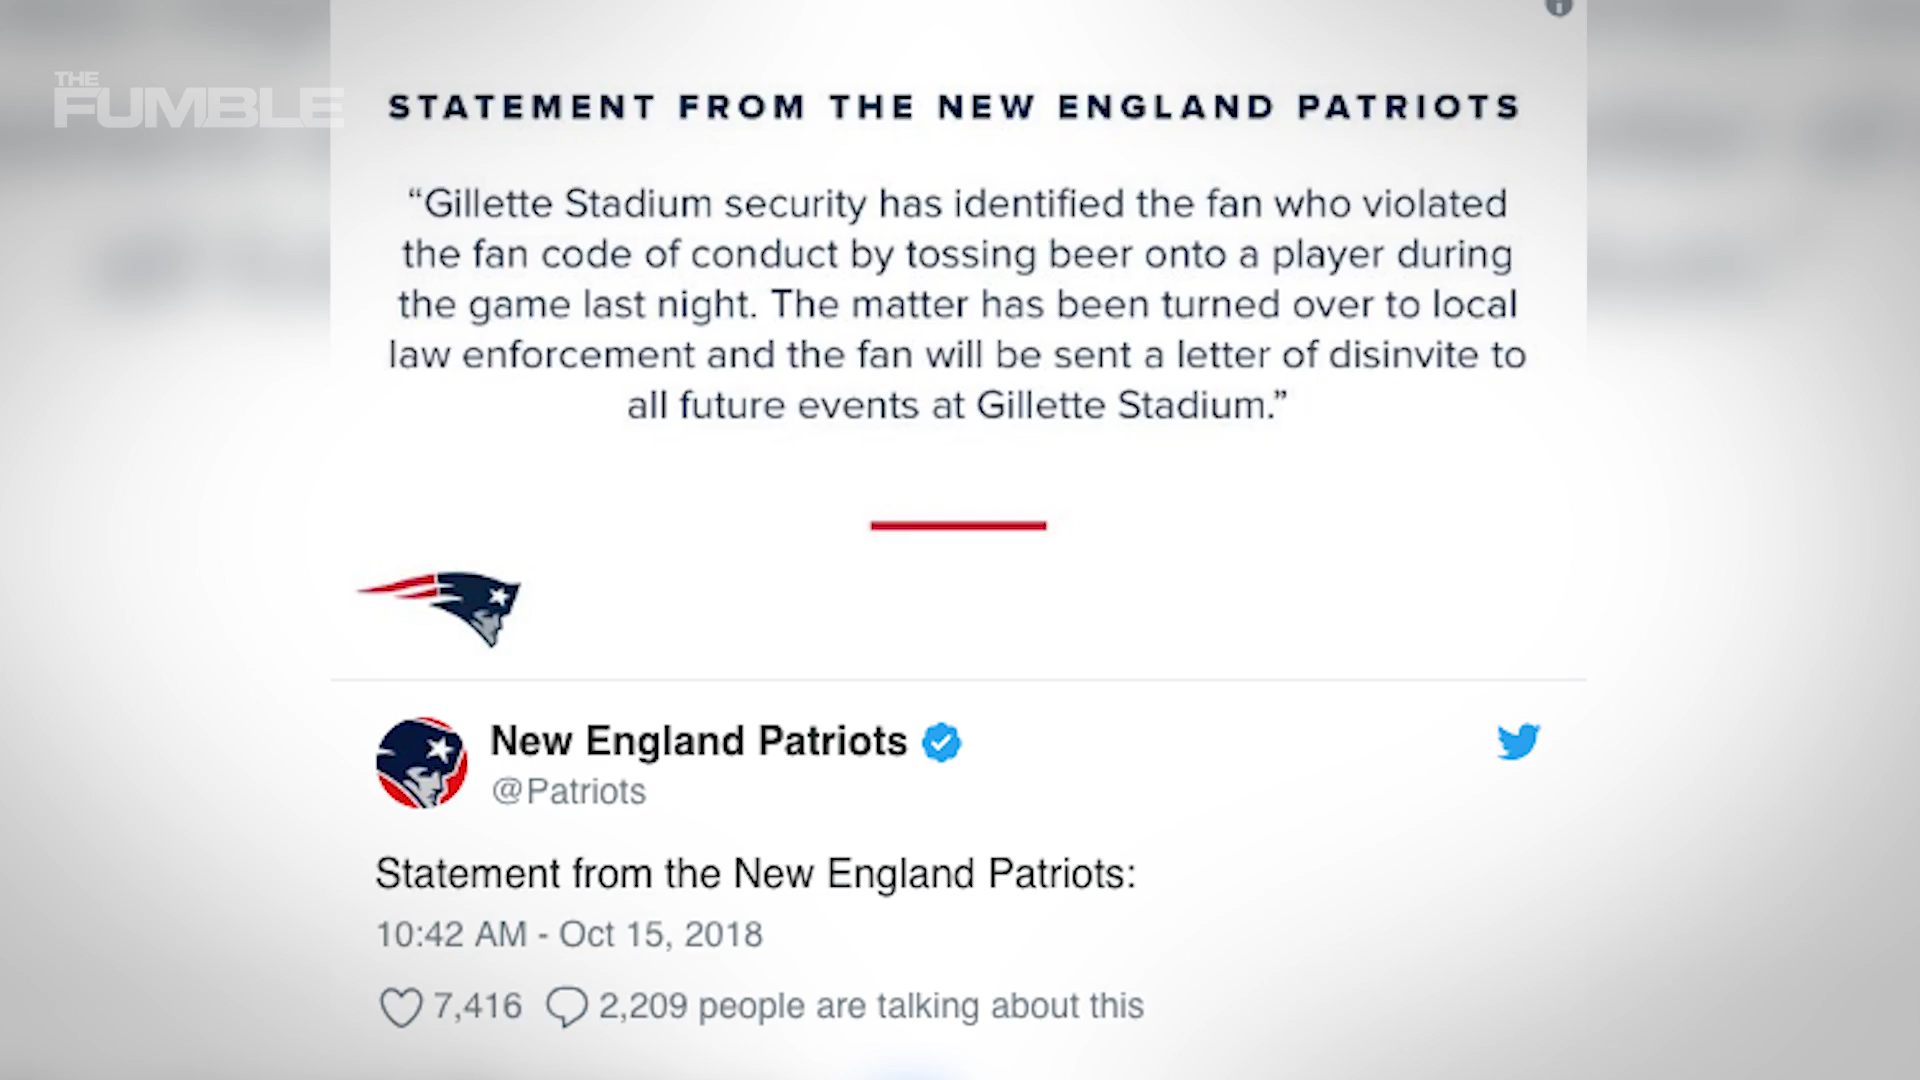 THE
FUMBLE
STATEMENT FROM THE NEW ENGLAND PATRIOTS
“Gillette Stadium security has identified the fan who violated
the fan code of conduct by tossing beer onto a player during
the game last night. The matter has been turned over to local
law enforcement and the fan will be sent a letter of disinvite to
all future events at Gillette Stadium.”
New England Patriots
@Patriots
Statement from the New England Patriots:
10:42 AM - Oct 15, 2018
7,416 2,209 people are talking about this